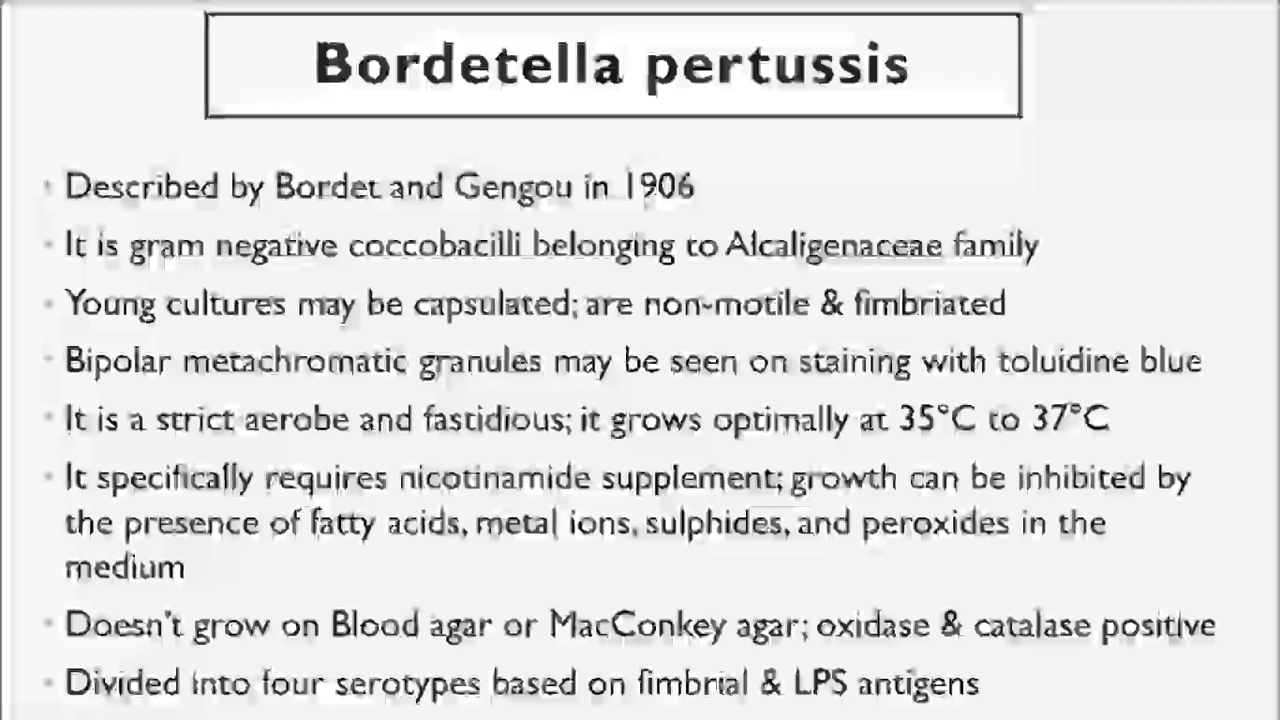 Bordetella pertussis
• Described by Bordet and Gengou in 1906
• It is gram negative coccobacilli belonging to Alcaligenaceae family
• Young cultures may be capsulated; are non-motile & fimbriated
• Bipolar metachromatic granules may be seen on staining with toluidine blue
• It is a strict aerobe and fastidious; it grows optimally at 35°C to 37°C
• It specifically requires nicotinamide supplement; growth can be inhibited by
the presence of fatty acids, metal ions, sulphides, and peroxides in the
medium
• Doesn't grow on Blood agar or MacConkey agar; oxidase & catalase positive
• Divided into four serotypes based on fimbrial & LPS antigens